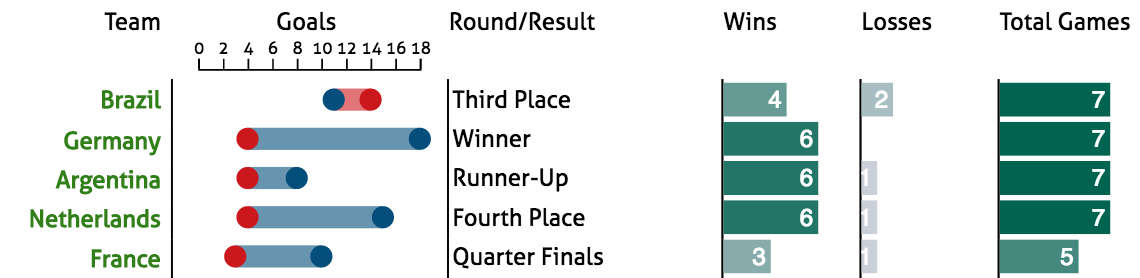 Team Goals Round/Result Wins Losses Total Games
0 2 4 6 8 10 12 14 16 18
Brazil Third Place 4 2 7
Germany Winner 6 7
Argentina Runner-Up 6 1 7
Netherlands Fourth Place 6 1 7
France Quarter Finals 3 1 5